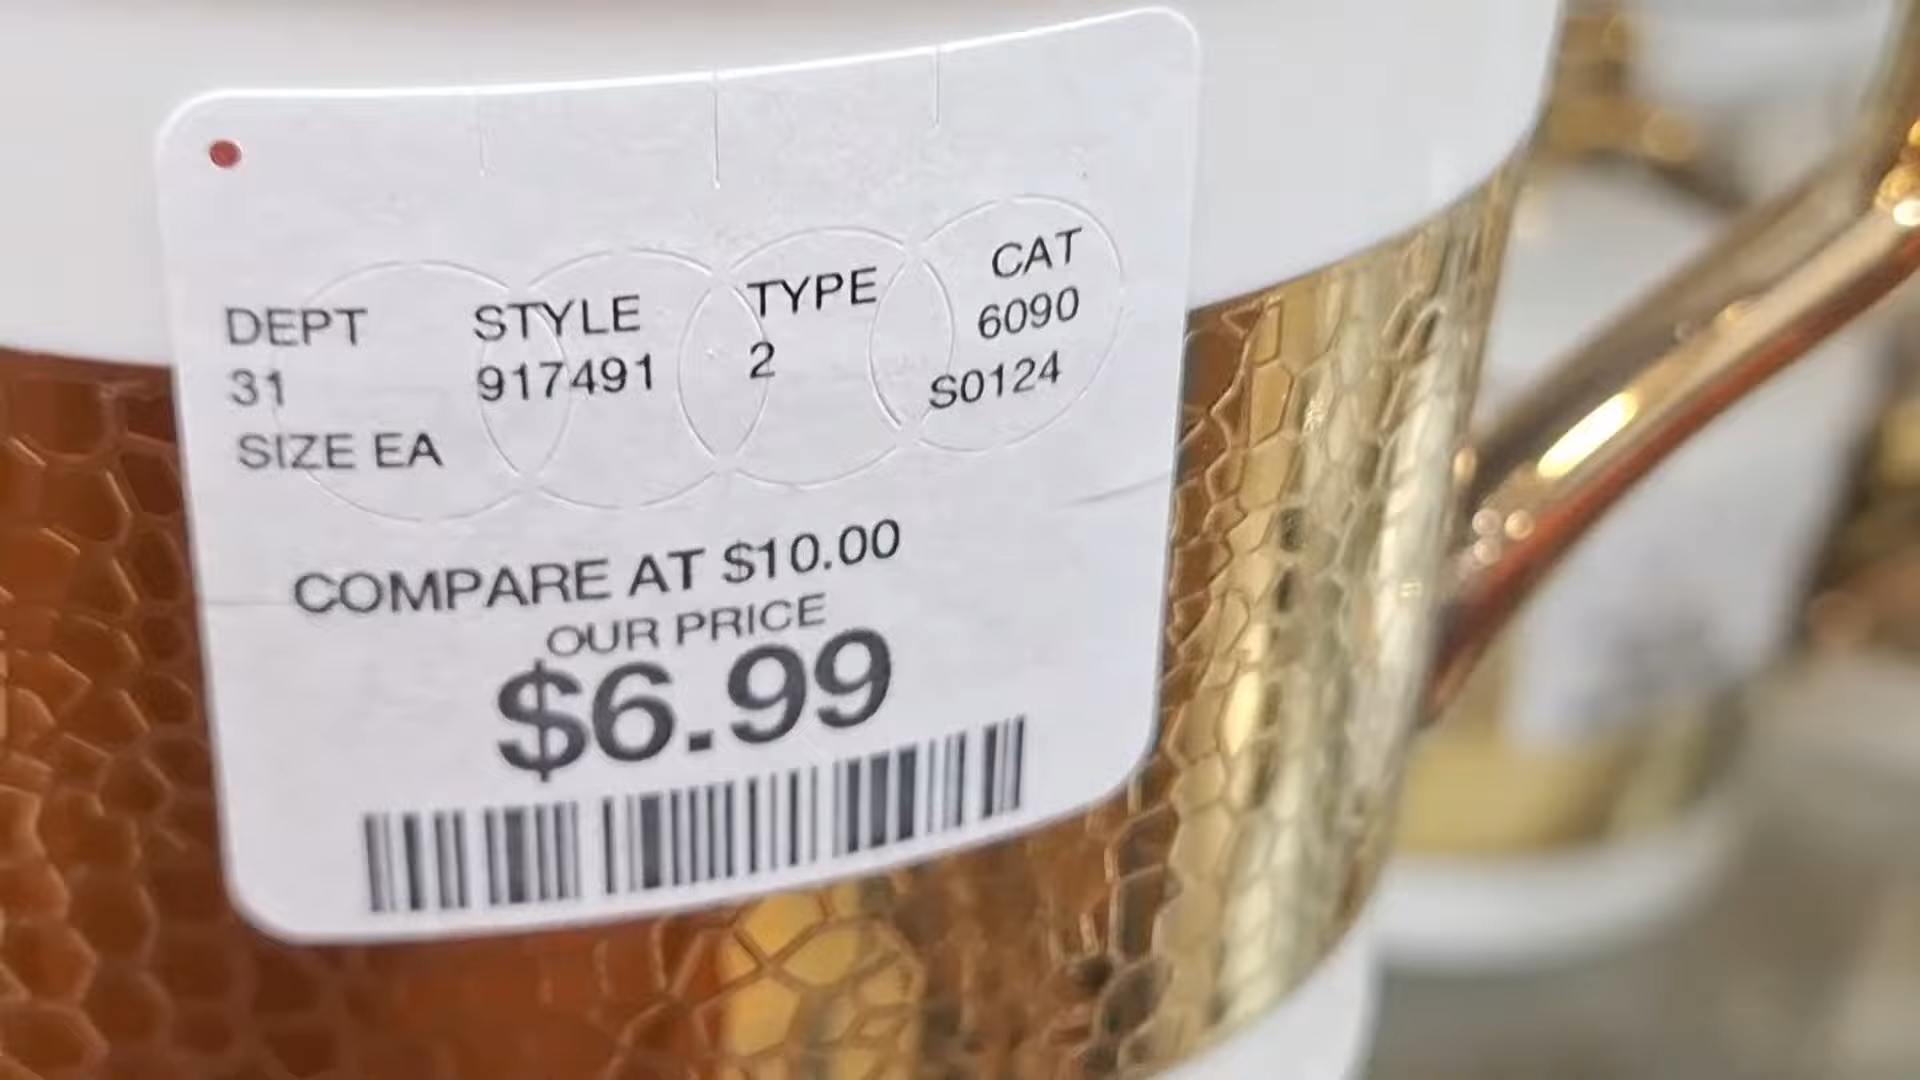 DEPT STYLE TYPE CAT
31 917491 2 6090
S0124
SIZE EA
COMPARE AT $10.00
OUR PRICE
$6.99